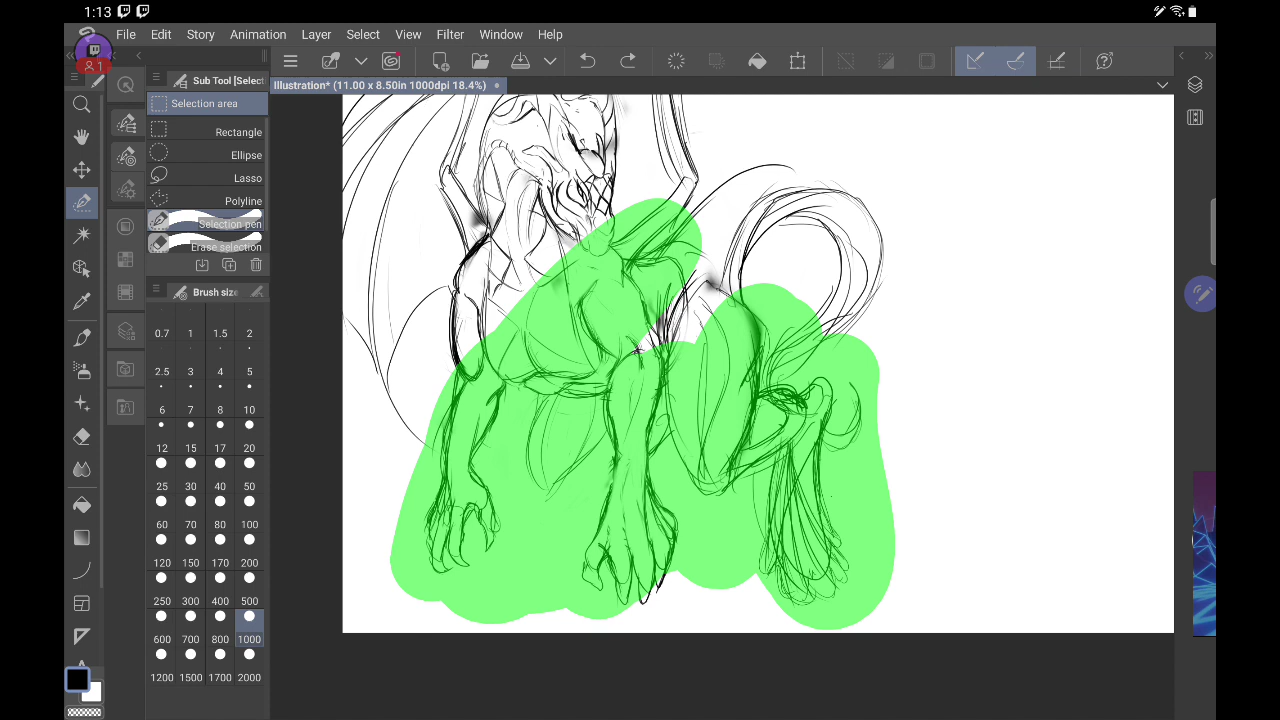 1:13
File Edit Story Animation Layer Select View Filter Window Help
1
Sub Tool [Select
Illustration* (11.00 x 8.50in 1000dpi 18.4%)
Selection area
Rectangle
Ellipse
Lasso
Polyline
Selection pen
Erase selection
Brush size
0.7 1 1.5 2
2.5 3 4 5
6 7 8 10
12 15 17 20
25 30 40 50
60 70 80 100
120 150 170 200
250 300 400 500
600 700 800 1000
1200 1500 1700 2000